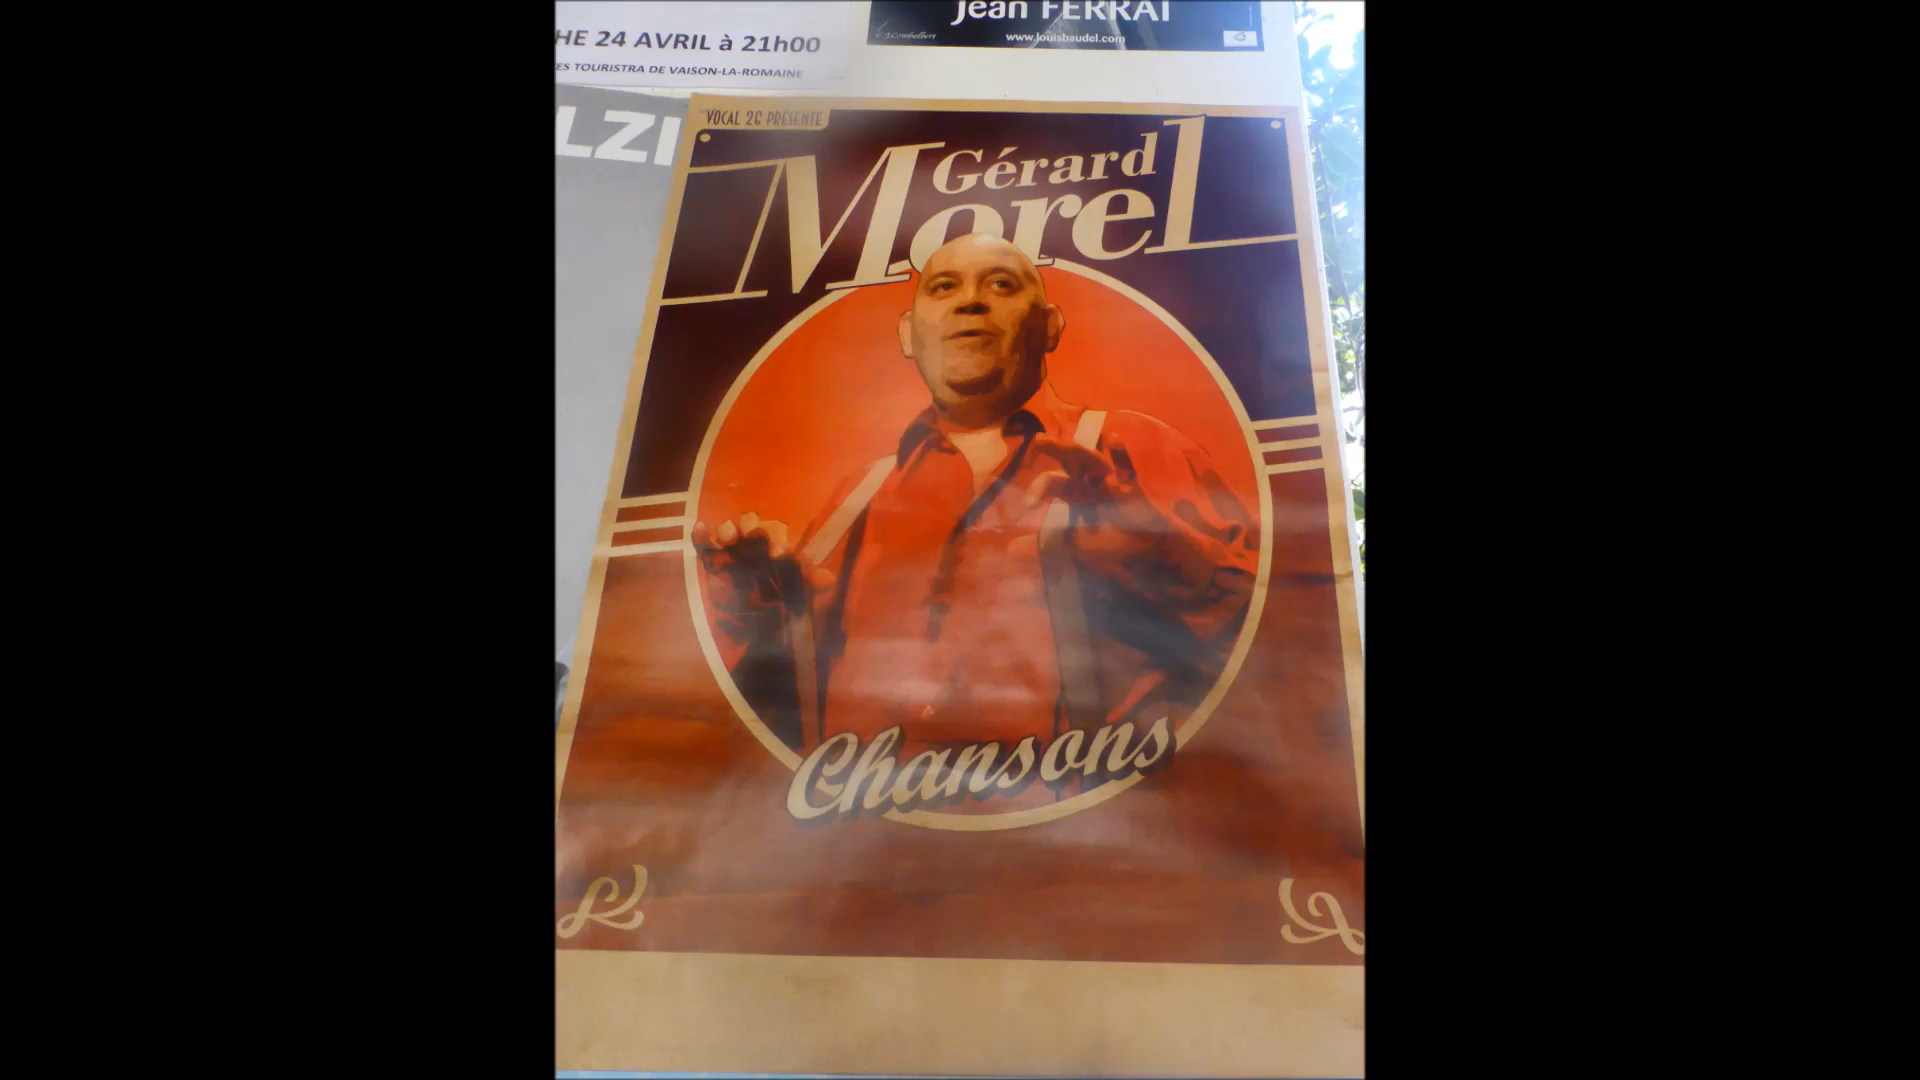 Jean FERRAT
J.Combalbert
www.louisbaudel.com
HE 24 AVRIL à 21h00
ES TOURISTRA DE VAISON-LA-ROMAINE
LZI
VOCAL 26 PRÉSENTE
Gérard
Morel
Chansons